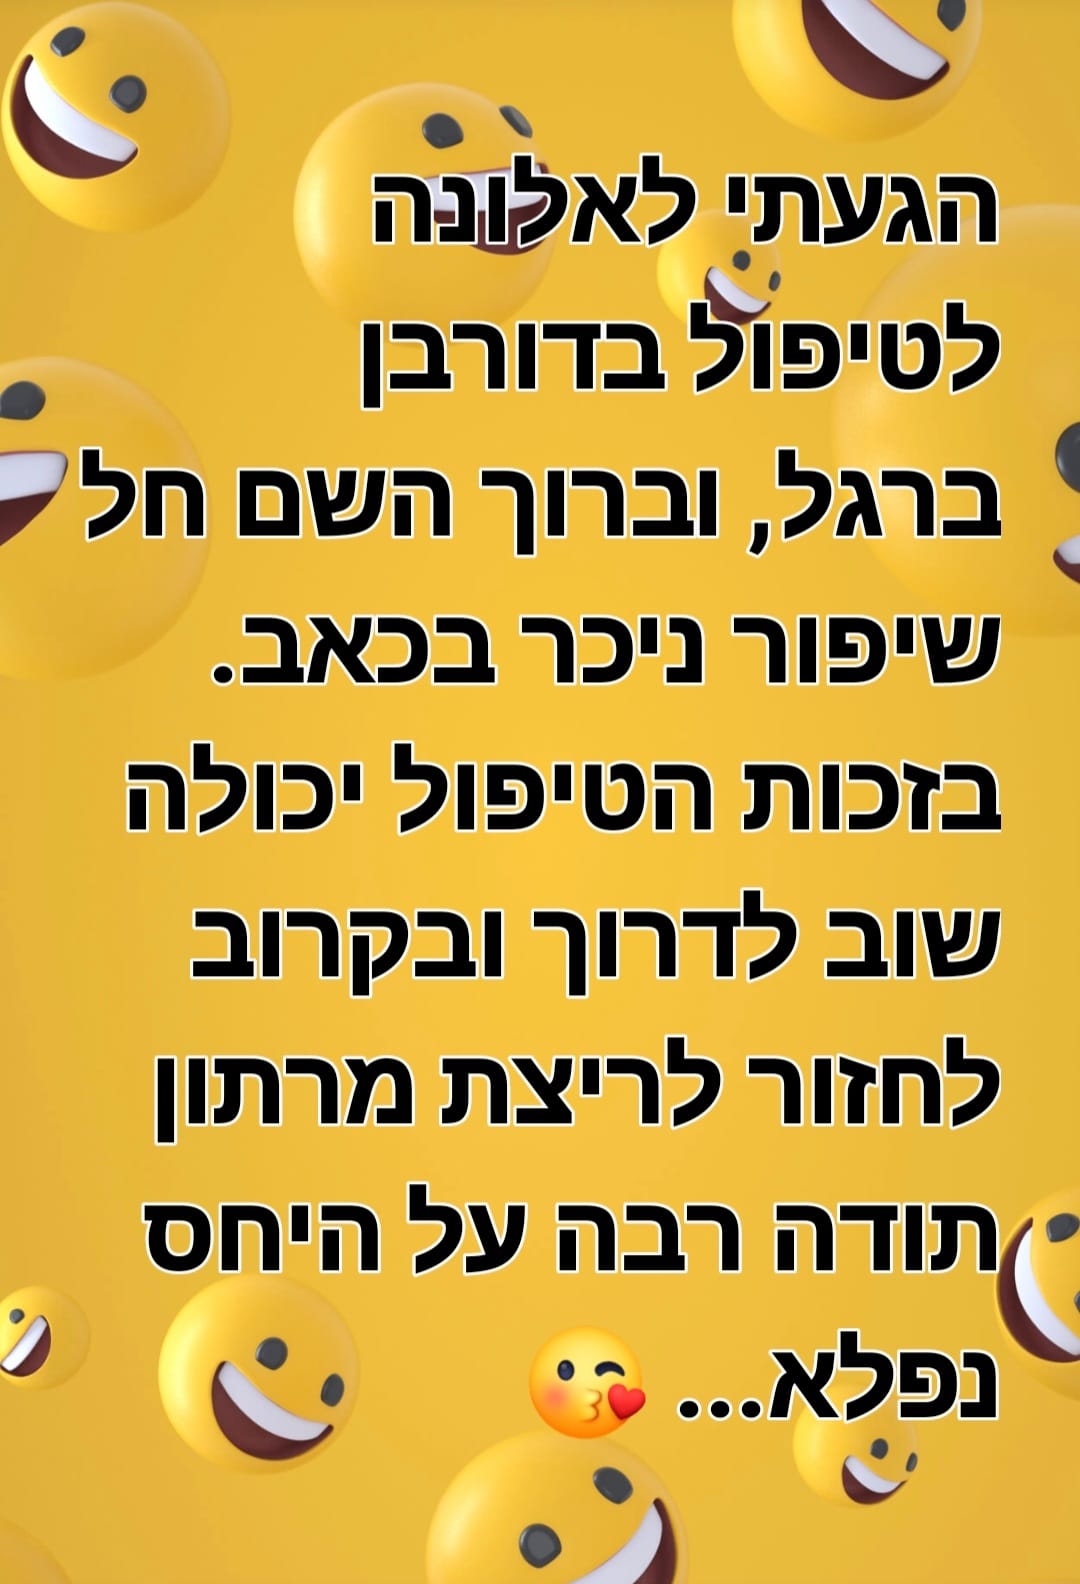 הגעתי לאלונה
לטיפול בדורבן
ברגל, וברוך השם חל
שיפור ניכר בכאב.
בזכות הטיפול יכולה
שוב לדרוך ובקרוב
לחזור לריצת מרתון
תודה רבה על היחס
נפלא... 😘